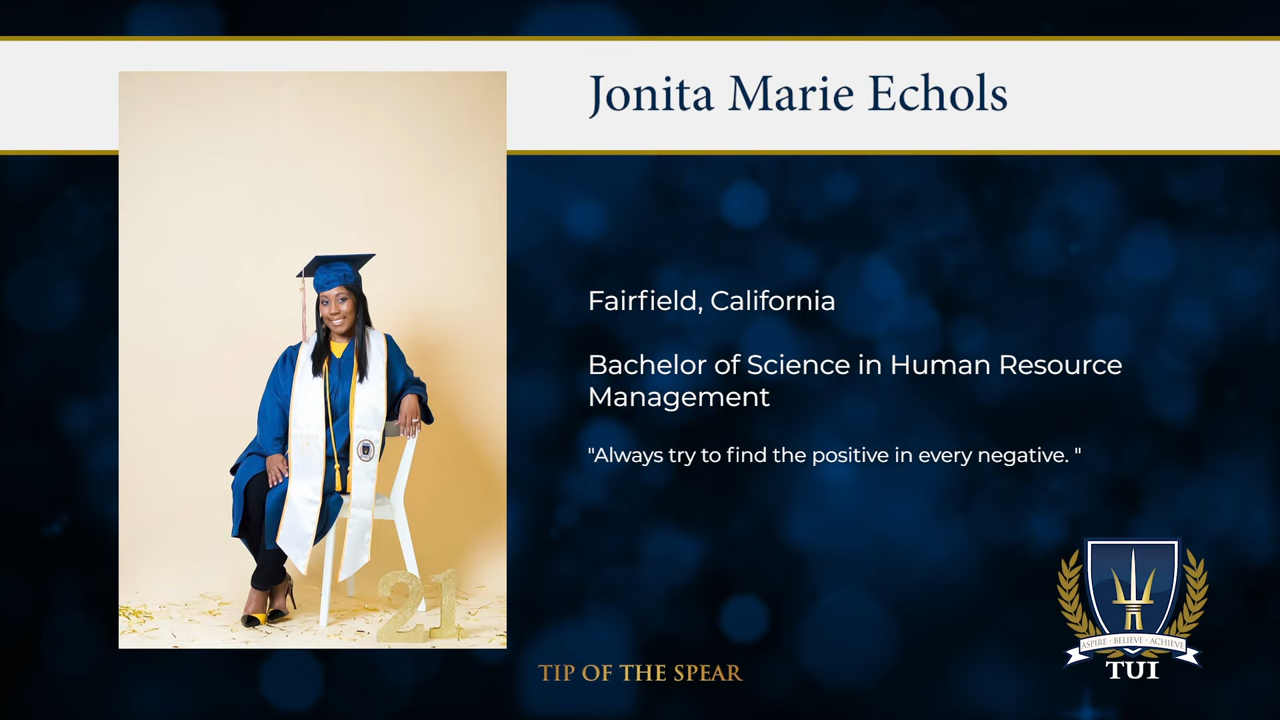 Jonita Marie Echols
Fairfield, California
Bachelor of Science in Human Resource
Management
"Always try to find the positive in every negative. "
21
ASPIRE · BELIEVE · ACHIEVE
TUI
TIP OF THE SPEAR